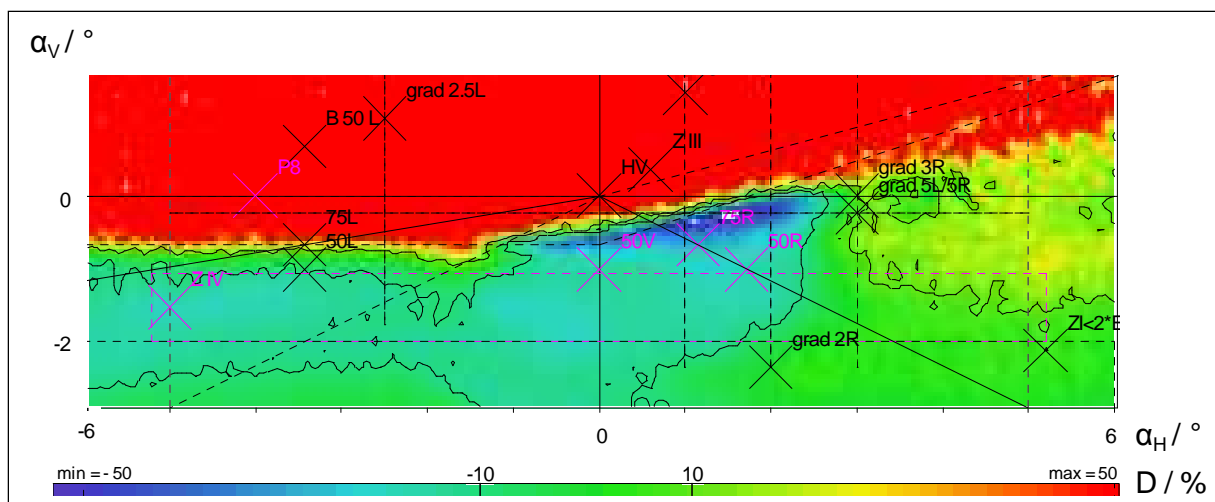 αV / °
grad 2.5L
B 50 L
Z III
P8
HV
grad 3R
0
grad 5L/5R
75L
75R
50L
50V
50R
Z IV
ZI<2*E
-2
grad 2R
-6
0
6
αH / °
min = - 50
-10
10
max = 50
D / %